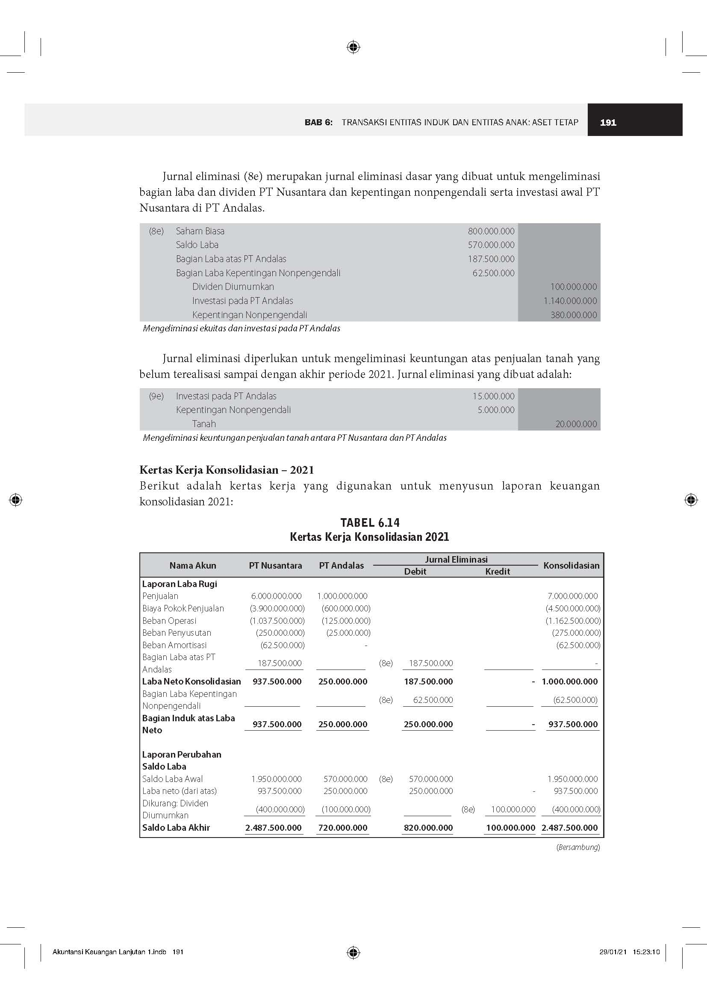 BAB 6: TRANSAKSI ENTITAS INDUK DAN ENTITAS ANAK: ASET TETAP 191
Jurnal eliminasi (8e) merupakan jurnal eliminasi dasar yang dibuat untuk mengeliminasi
bagian laba dan dividen PT Nusantara dan kepentingan nonpengendali serta investasi awal PT
Nusantara di PT Andalas.
(8e) Saham Biasa 800.000.000
Saldo Laba 570.000.000
Bagian Laba atas PT Andalas 187.500.000
Bagian Laba Kepentingan Nonpengendali 62.500.000
Dividen Diumumkan 100.000.000
Investasi pada PT Andalas 1.140.000.000
Kepentingan Nonpengendali 380.000.000
Mengeliminasi ekuitas dan investasi pada PT Andalas
Jurnal eliminasi diperlukan untuk mengeliminasi keuntungan atas penjualan tanah yang
belum terealisasi sampai dengan akhir periode 2021. Jurnal eliminasi yang dibuat adalah:
(9e) Investasi pada PT Andalas 15.000.000
Kepentingan Nonpengendali 5.000.000
Tanah 20.000.000
Mengeliminasi keuntungan penjualan tanah antara PT Nusantara dan PT Andalas
Kertas Kerja Konsolidasian – 2021
Berikut adalah kertas kerja yang digunakan untuk menyusun laporan keuangan
konsolidasian 2021:
TABEL 6.14
Kertas Kerja Konsolidasian 2021
Nama Akun PT Nusantara PT Andalas Jurnal Eliminasi Konsolidasian
Debit Kredit
Laporan Laba Rugi
Penjualan 6.000.000.000 1.000.000.000 7.000.000.000
Biaya Pokok Penjualan (3.900.000.000) (600.000.000) (4.500.000.000)
Beban Operasi (1.037.500.000) (125.000.000) (1.162.500.000)
Beban Penyusutan (250.000.000) (25.000.000) (275.000.000)
Beban Amortisasi (62.500.000) - (62.500.000)
Bagian Laba atas PT
Andalas 187.500.000 (8e) 187.500.000 -
Laba Neto Konsolidasian 937.500.000 250.000.000 187.500.000 - 1.000.000.000
Bagian Laba Kepentingan
Nonpengendali (8e) 62.500.000 (62.500.000)
Bagian Induk atas Laba
Neto 937.500.000 250.000.000 250.000.000 - 937.500.000
Laporan Perubahan
Saldo Laba
Saldo Laba Awal 1.950.000.000 570.000.000 (8e) 570.000.000 1.950.000.000
Laba neto (dari atas) 937.500.000 250.000.000 250.000.000 - 937.500.000
Dikurang: Dividen
Diumumkan (400.000.000) (100.000.000) (8e) 100.000.000 (400.000.000)
Saldo Laba Akhir 2.487.500.000 720.000.000 820.000.000 100.000.000 2.487.500.000
(Bersambung)
Akuntansi Keuangan Lanjutan 1.indb 191 29/01/21 15:23:10